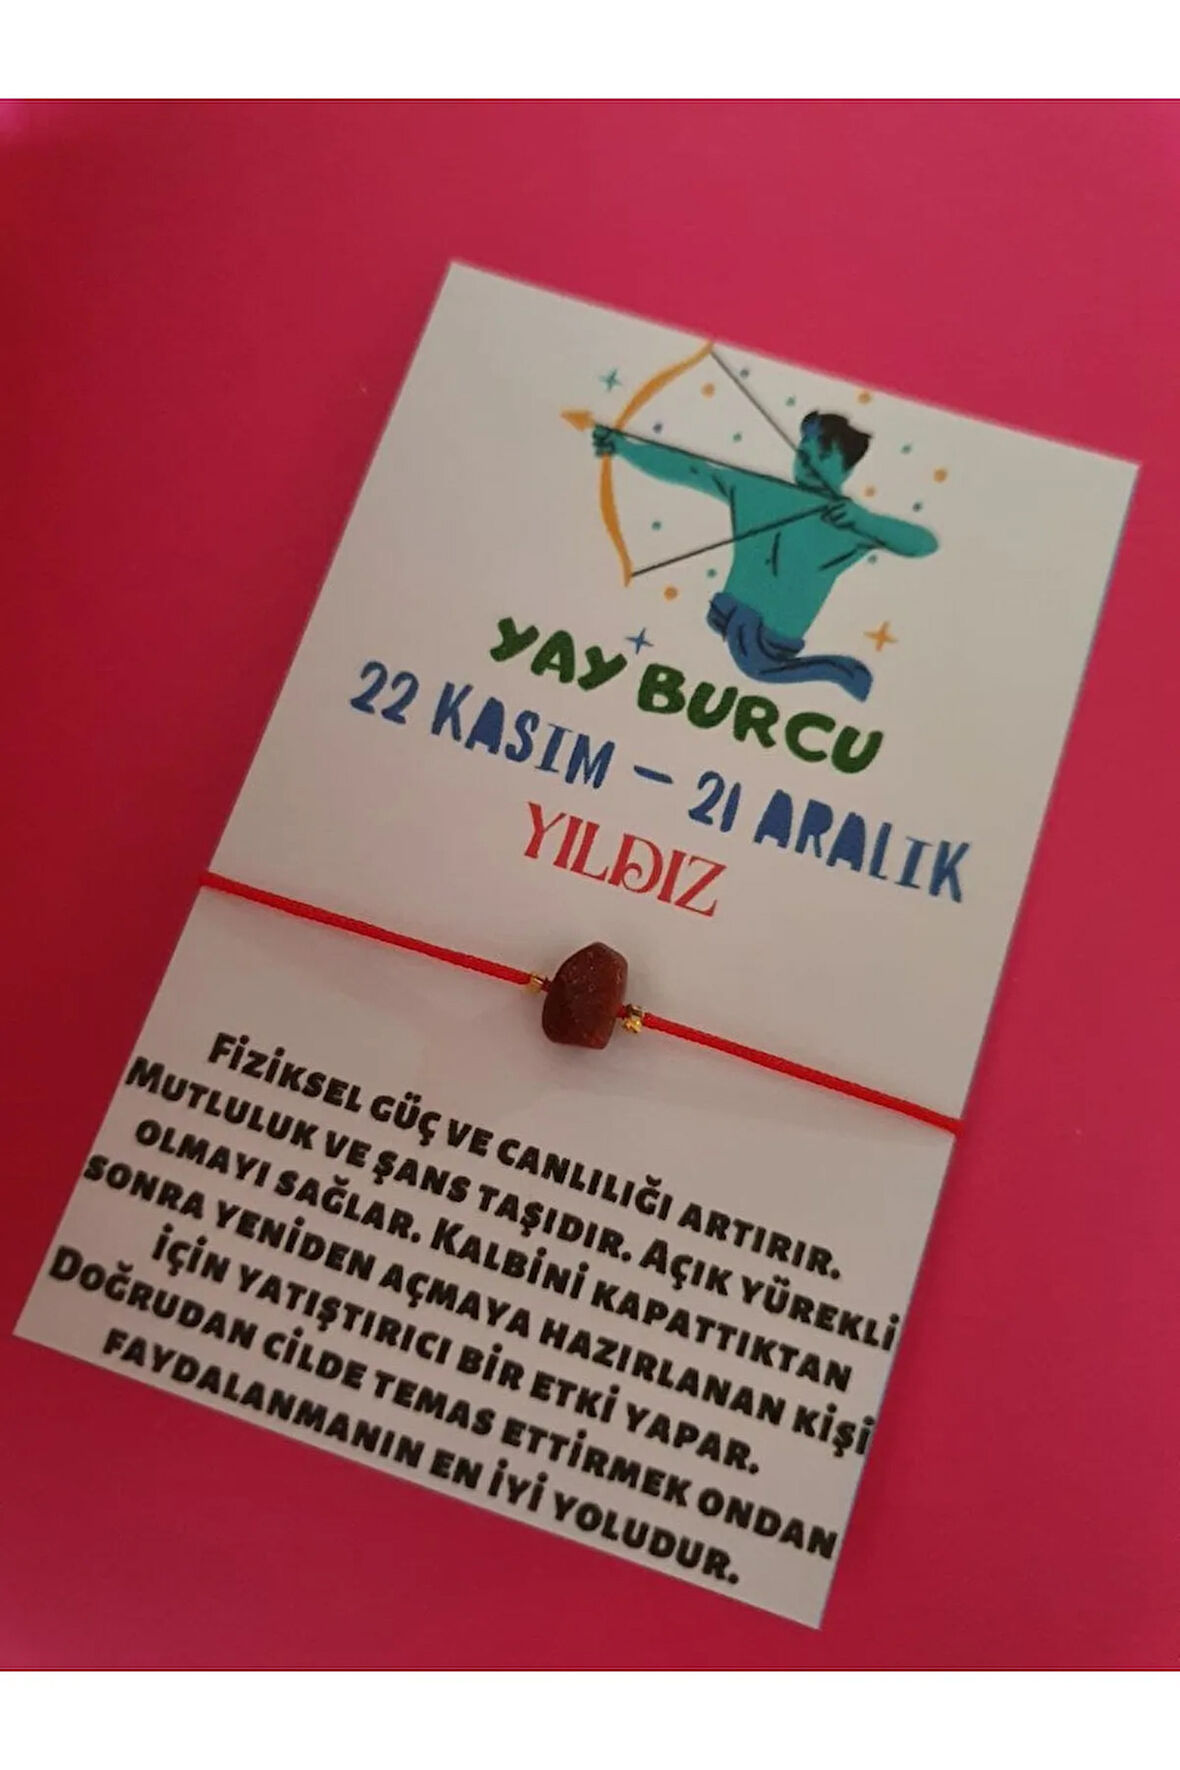 YAY BURCU
22 KASIM – 21 ARALIK
YILDIZ
FİZİKSEL GÜÇ VE CANLILIĞI ARTIRIR.
MUTLULUK VE ŞANS TAŞIDIR. AÇIK YÜREKLİ
OLMAYI SAĞLAR. KALBİNİ KAPATTIKTAN
SONRA YENİDEN AÇMAYA HAZIRLANAN KİŞİ
İÇİN YATIŞTIRICI BİR ETKİ YAPAR.
DOĞRUDAN CİLDE TEMAS ETTİRMEK ONDAN
FAYDALANMANIN EN İYİ YOLUDUR.